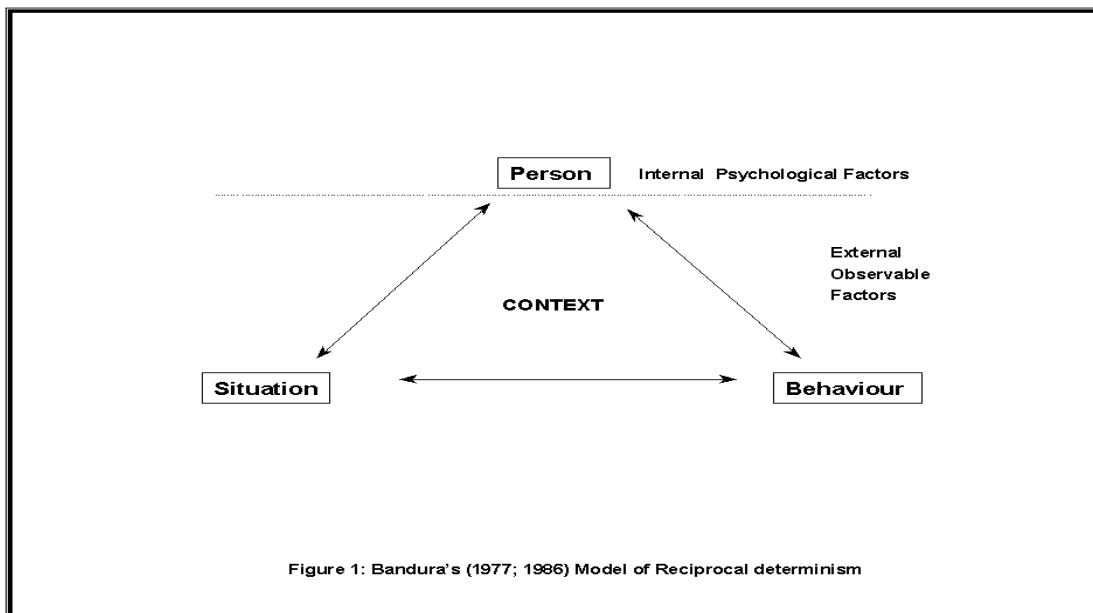 Person
Internal Psychological Factors
External
Observable
Factors
CONTEXT
Situation
Behaviour
Figure 1: Bandura's (1977; 1986) Model of Reciprocal determinism